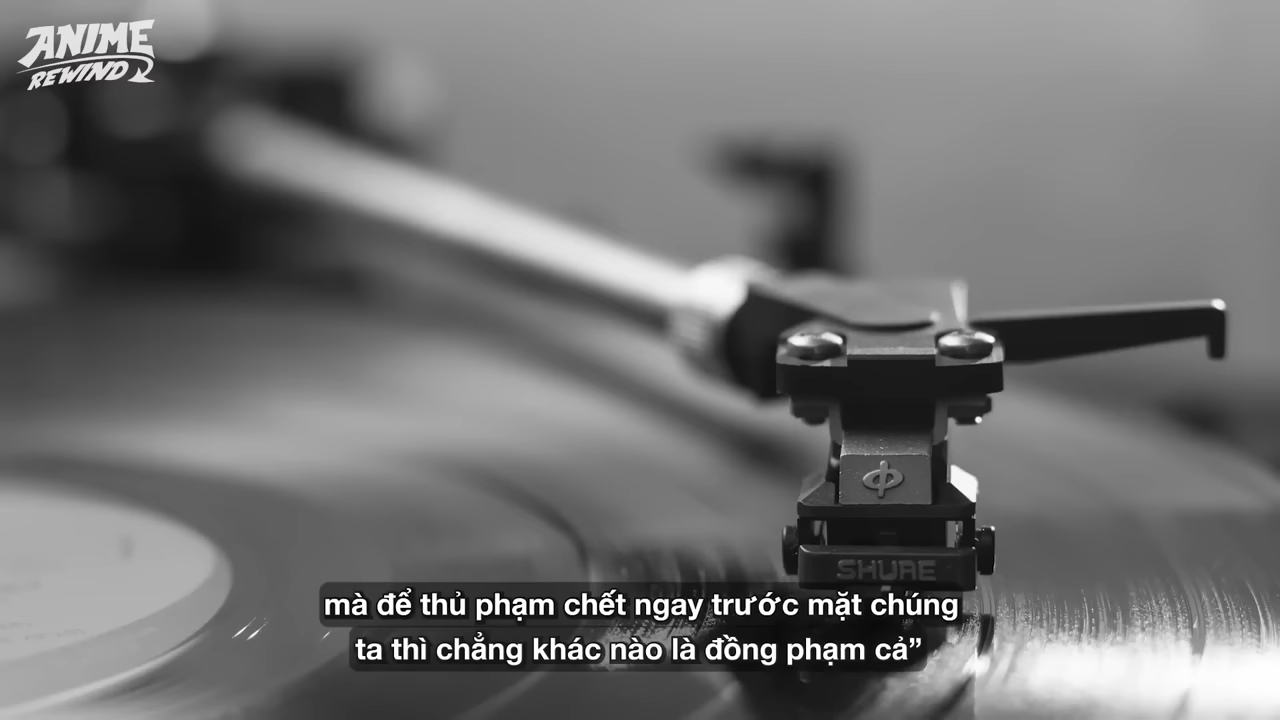 ANIME
REWIND
SHURE
mà để thủ phạm chết ngay trước mặt chúng
ta thì chẳng khác nào là đồng phạm cả”